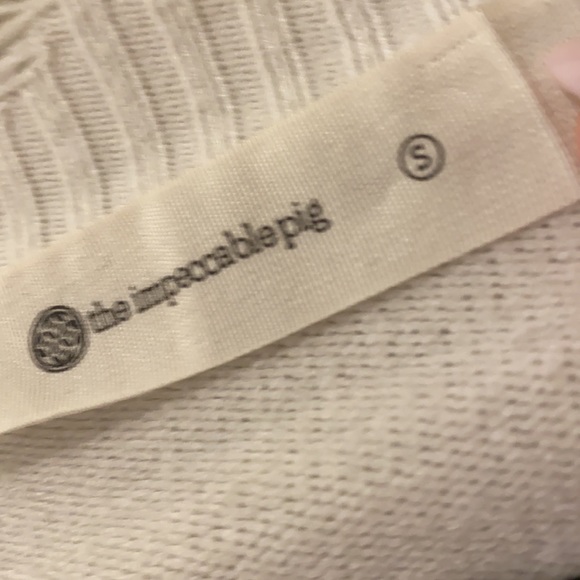 the impeccable pig
S